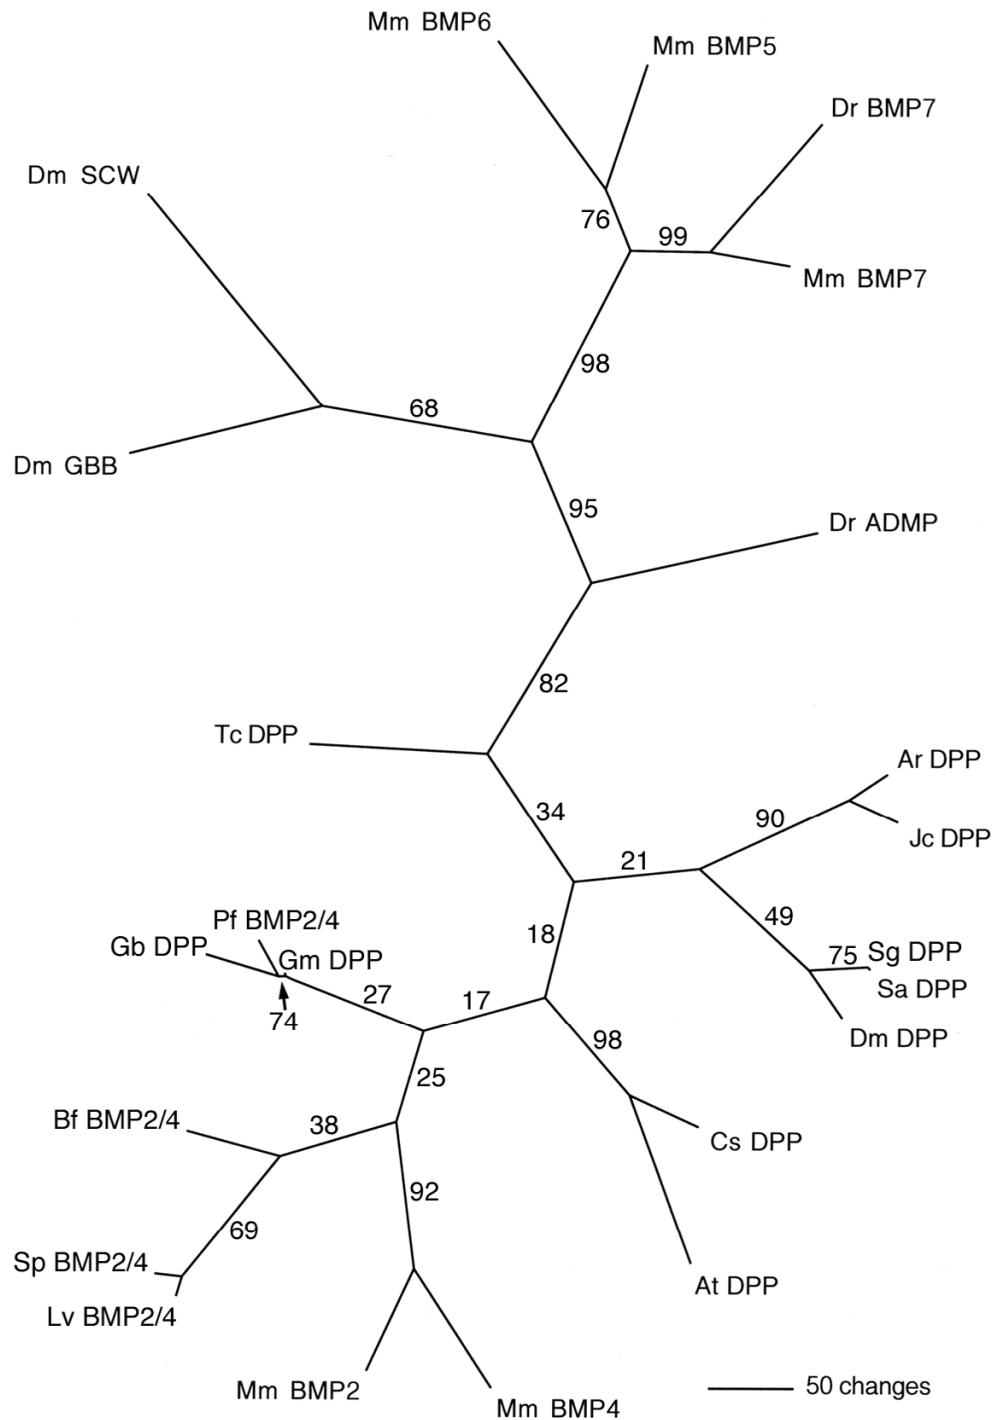 Mm BMP6
Mm BMP5
Dr BMP7
Dm SCW
76
99
Mm BMP7
98
68
Dm GBB
95
Dr ADMP
82
Tc DPP
Ar DPP
34
90
Jc DPP
21
Pf BMP2/4
49
Gb DPP
18
Gm DPP
75
Sg DPP
Sa DPP
27
17
74
98
Dm DPP
25
Bf BMP2/4
38
Cs DPP
92
69
Sp BMP2/4
At DPP
Lv BMP2/4
Mm BMP2
50 changes
Mm BMP4